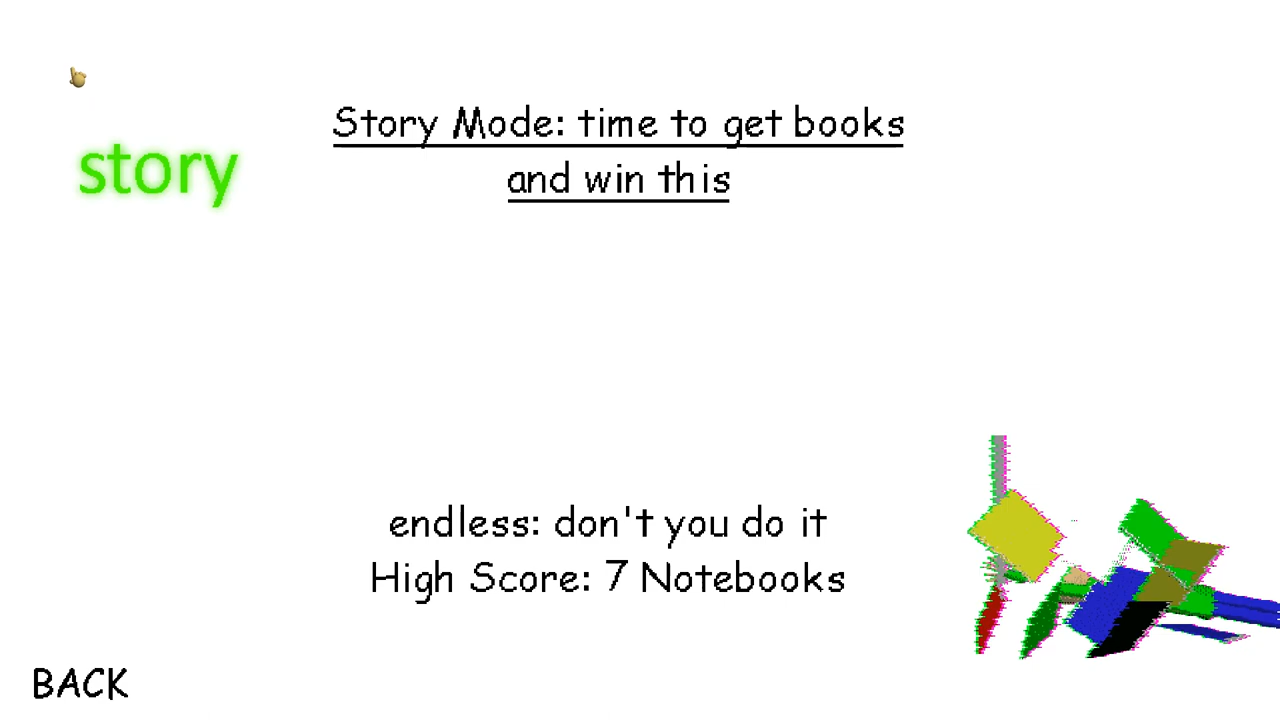 story
Story Mode: time to get books
and win this
endless: don't you do it
High Score: 7 Notebooks
BACK